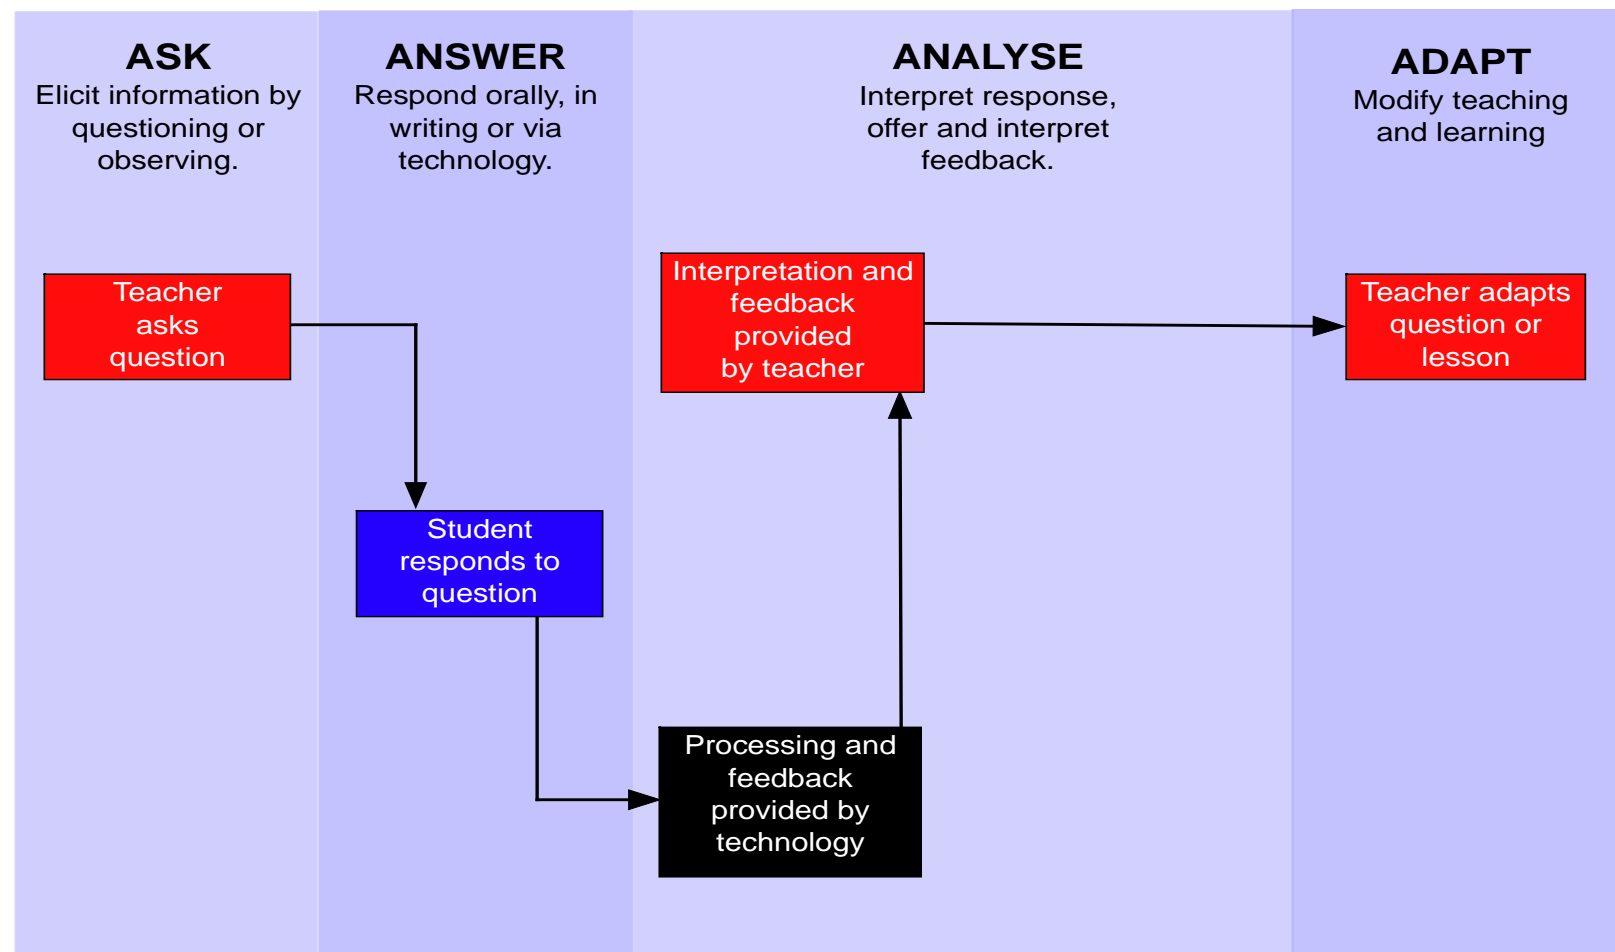 ASK
Elicit information by
questioning or
observing.
ANSWER
Respond orally, in
writing or via
technology.
ANALYSE
Interpret response,
offer and interpret
feedback.
ADAPT
Modify teaching
and learning
Teacher
asks
question
Student
responds to
question
Interpretation and
feedback
provided
by teacher
Processing and
feedback
provided by
technology
Teacher adapts
question or
lesson